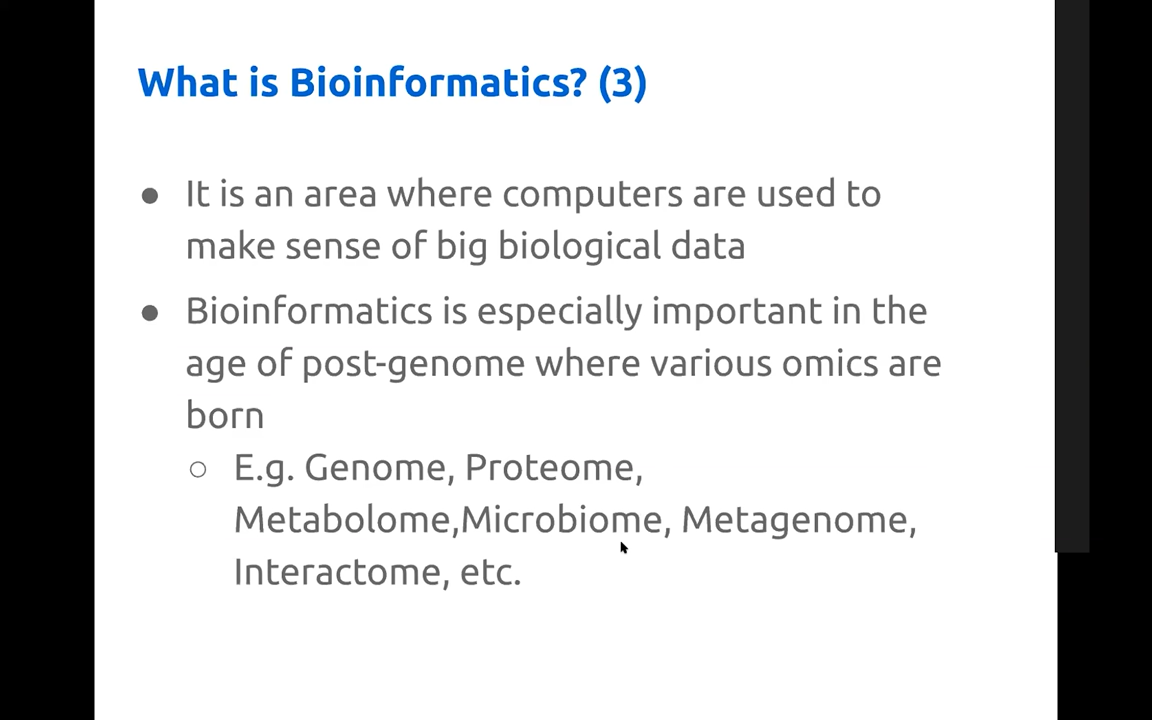 What is Bioinformatics? (3)
● It is an area where computers are used to
make sense of big biological data
● Bioinformatics is especially important in the
age of post-genome where various omics are
born
○ E.g. Genome, Proteome,
Metabolome,Microbiome, Metagenome,
Interactome, etc.